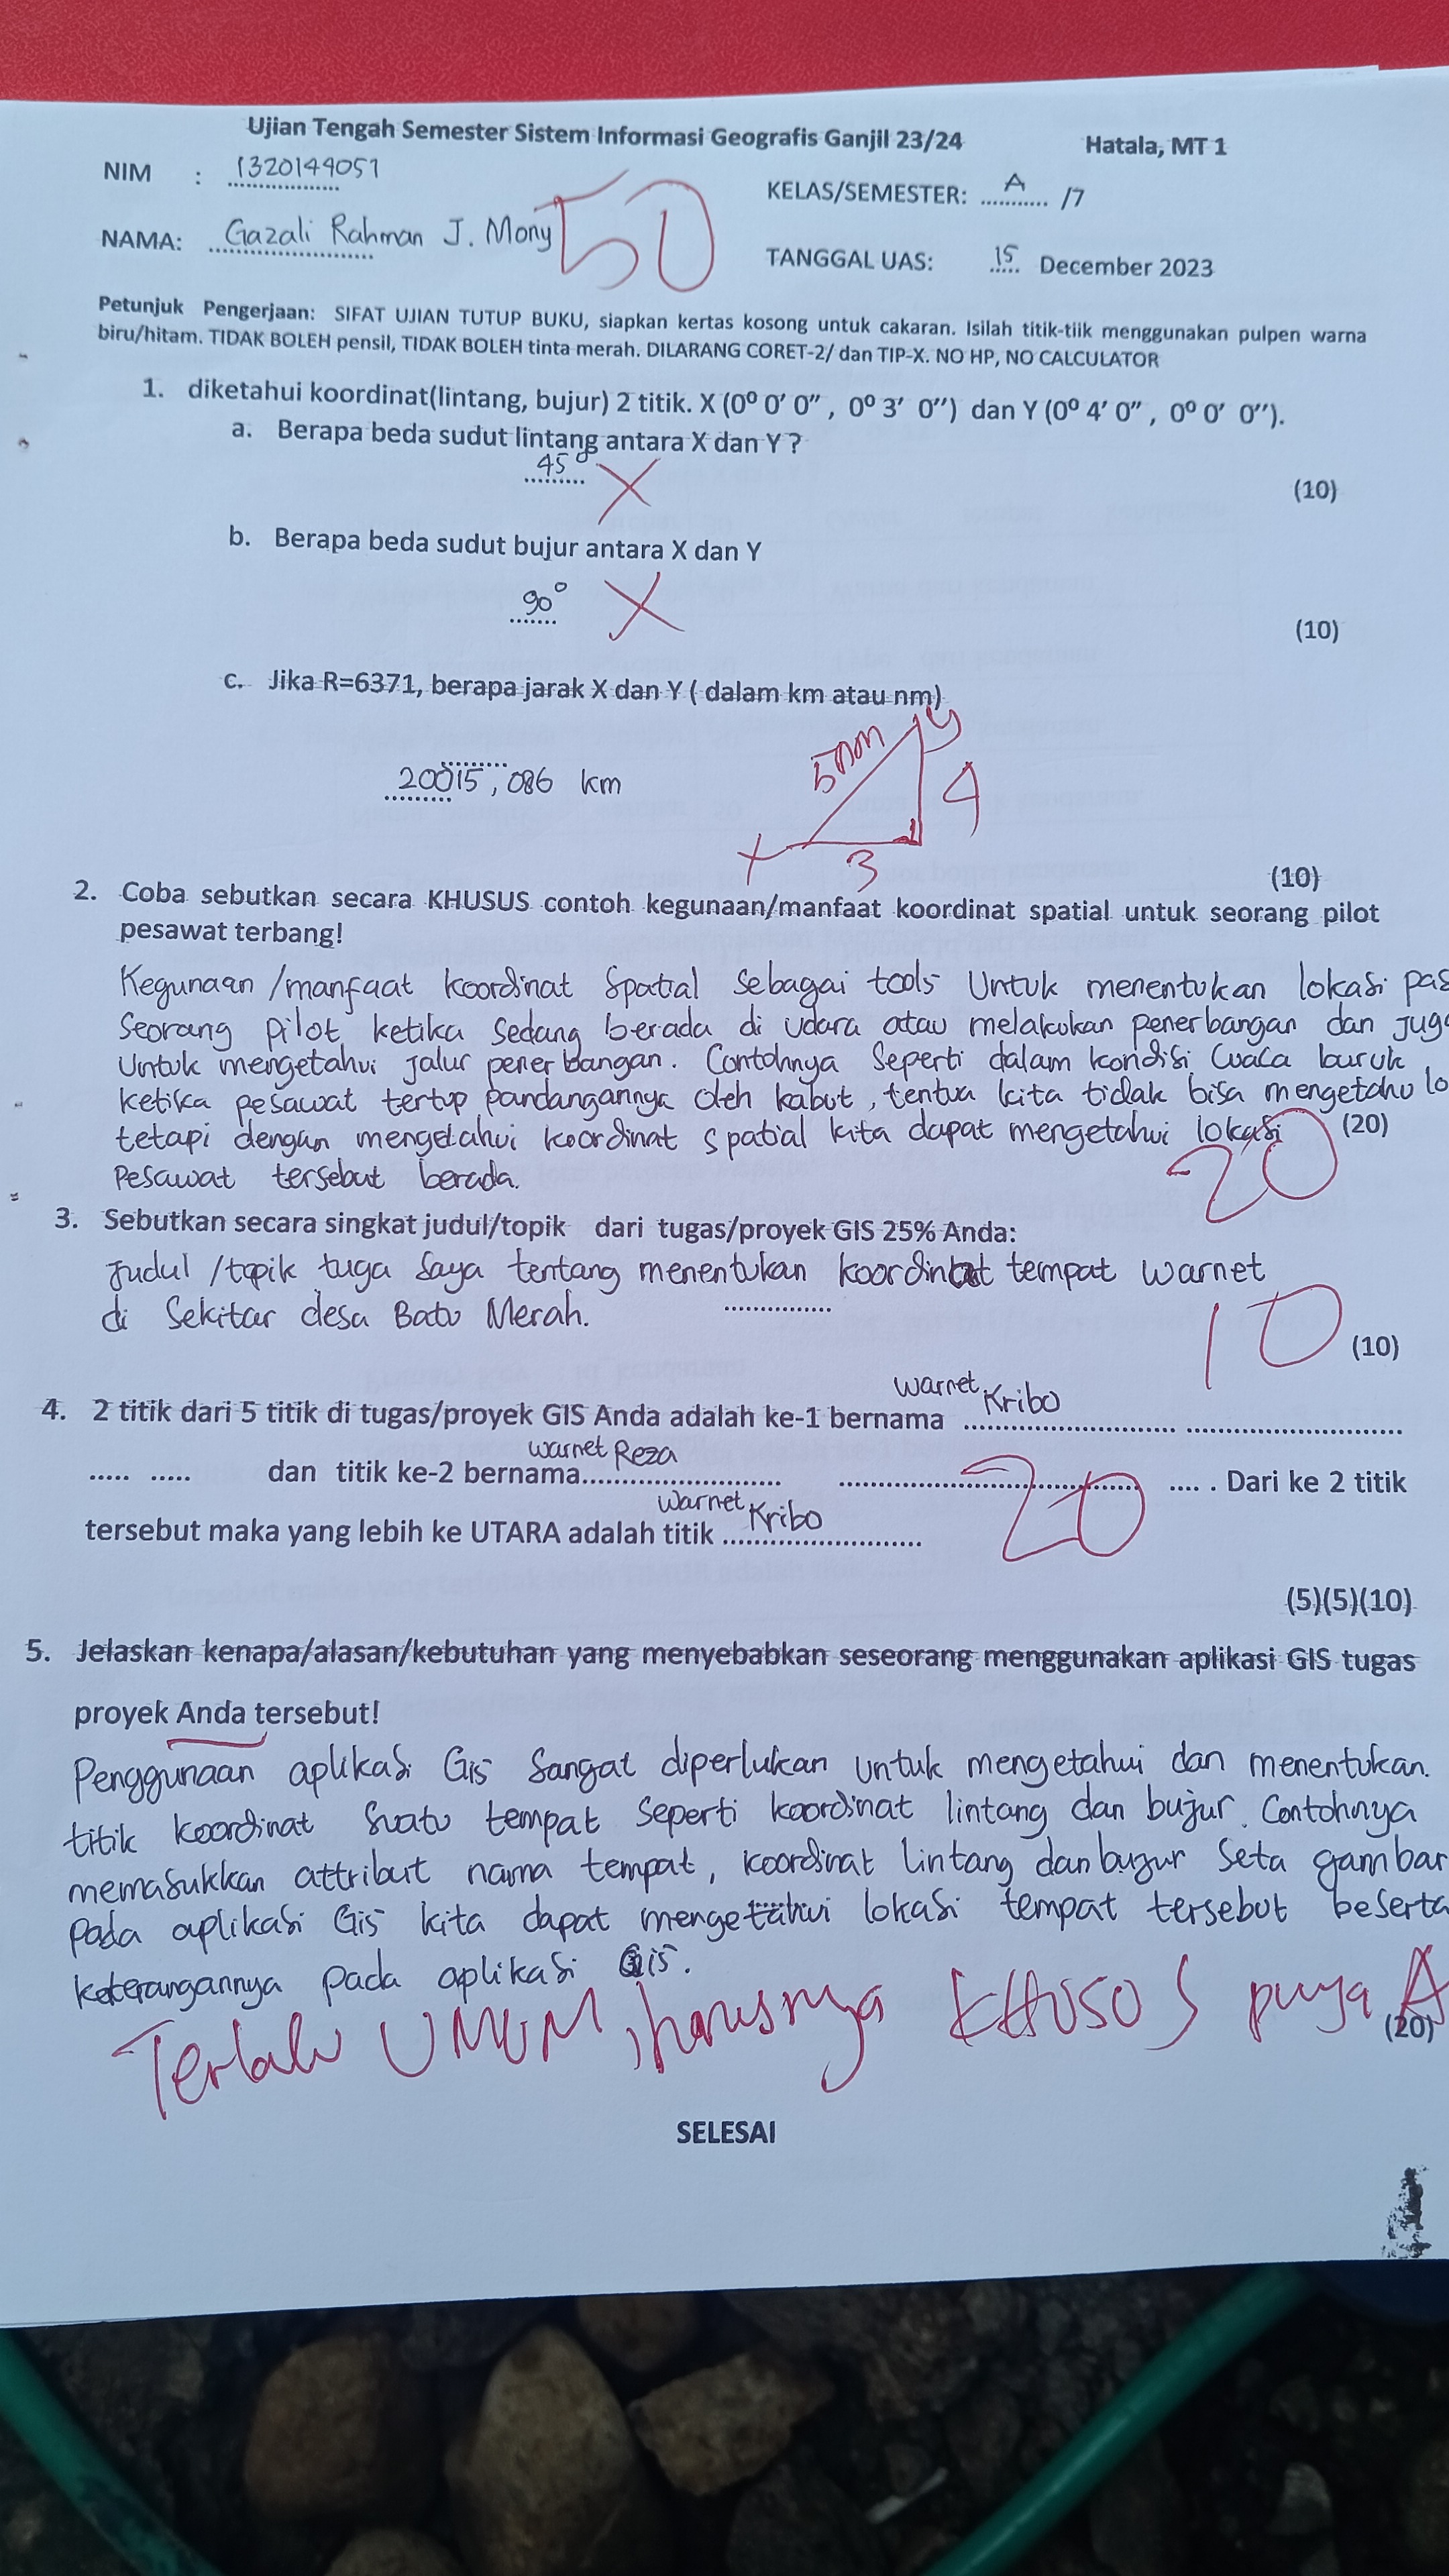 Ujian Tengah Semester Sistem Informasi Geografis Ganjil 23/24 Hatala, MT 1
NIM : 1320144051
KELAS/SEMESTER: A /7
NAMA: Gazali Rahman J. Mony 50
TANGGAL UAS: 15 December 2023
Petunjuk Pengerjaan: SIFAT UJIAN TUTUP BUKU, siapkan kertas kosong untuk cakaran. Isilah titik-tiik menggunakan pulpen warna
biru/hitam. TIDAK BOLEH pensil, TIDAK BOLEH tinta merah. DILARANG CORET-2/ dan TIP-X. NO HP, NO CALCULATOR
1. diketahui koordinat(lintang, bujur) 2 titik. X (0⁰ 0′ 0″ , 0⁰ 3′ 0″) dan Y (0⁰ 4′ 0″ , 0⁰ 0′ 0″).
a. Berapa beda sudut lintang antara X dan Y ?
45° X
(10)
b. Berapa beda sudut bujur antara X dan Y
90° X
(10)
c. Jika R=6371, berapa jarak X dan Y ( dalam km atau nm)
y
5nm
20015,086 km
4
x 3
(10)
2. Coba sebutkan secara KHUSUS contoh kegunaan/manfaat koordinat spatial untuk seorang pilot
pesawat terbang!
Kegunaan /manfaat koordinat Spatial sebagai tools Untuk menentukan lokasi pas
Seorang pilot ketika sedang berada di udara atau melakukan penerbangan dan jug
Untuk mengetahui jalur penerbangan. Contohnya seperti dalam kondisi cuaca buruk
ketika pesawat tertup pandangannya oleh kabut, tentua kita tidak bisa mengetahu lo
tetapi dengan mengetahui koordinat spatial kita dapat mengetahui lokasi (20)
Pesawat tersebut berada. 20
3. Sebutkan secara singkat judul/topik dari tugas/proyek GIS 25% Anda:
Judul /topik tuga saya tentang menentukan koordinat tempat warnet
di sekitar desa Batu Merah.
10 (10)
4. 2 titik dari 5 titik di tugas/proyek GIS Anda adalah ke-1 bernama warnet Kribo
dan titik ke-2 bernama warnet Reza . Dari ke 2 titik
tersebut maka yang lebih ke UTARA adalah titik warnet Kribo 20
(5)(5)(10)
5. Jelaskan kenapa/alasan/kebutuhan yang menyebabkan seseorang menggunakan aplikasi GIS tugas
proyek Anda tersebut!
Penggunaan aplikasi Gis Sangat diperlukan untuk mengetahui dan menentukan.
titik koordinat suatu tempat seperti koordinat lintang dan bujur. Contohnya
memasukkan attribut nama tempat, koordinat lintang dan bujur seta gambar
Pada aplikasi Gis kita dapat mengetahui lokasi tempat tersebut beserta
keterangannya pada aplikasi Gis.
Terlalu UMUM, harusnya KHUSUS punya A
(20)
SELESAI